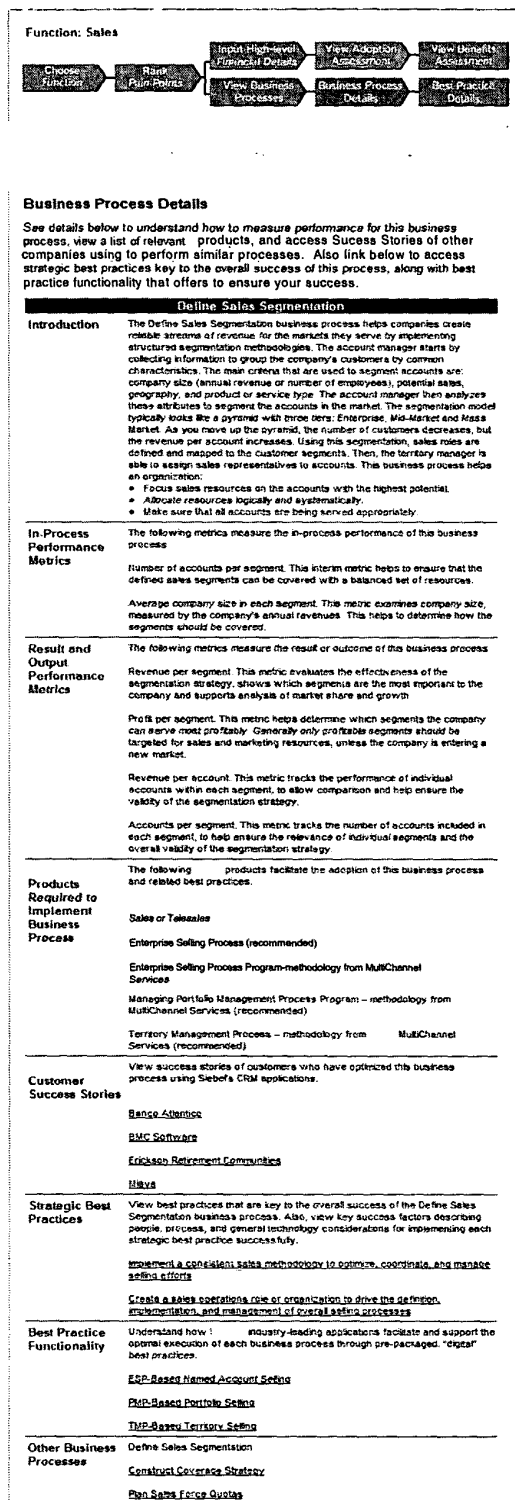 Function: Sales
Choose Function
Rank Pain Points
Input High-level Financial Details
View Adoption Assessment
View Benefits Assessment
View Business Processes
Business Process Details
Best Practice Details
Business Process Details
See details below to understand how to measure performance for this business
process, view a list of relevant products, and access Sucess Stories of other
companies using to perform similar processes. Also link below to access
strategic best practices key to the overall success of this process, along with best
practice functionality that offers to ensure your success.
Define Sales Segmentation
Introduction
The Define Sales Segmentation business process helps companies create
reliable streams of revenue for the markets they serve by implementing
structured segmentation methodologies. The account manager starts by
collecting information to group the company's customers by common
characteristics. The main criteria that are used to segment accounts are:
company size (annual revenue or number of employees), potential sales,
geography, and product or service type. The account manager then analyzes
these attributes to segment the accounts in the market. The segmentation model
typically looks like a pyramid with three tiers: Enterprise, Mid-Market and Mass
Market. As you move up the pyramid, the number of customers decreases, but
the revenue per account increases. Using this segmentation, sales roles are
defined and mapped to the customer segments. Then, the territory manager is
able to assign sales representatives to accounts. This business process helps
an organization:
• Focus sales resources on the accounts with the highest potential.
• Allocate resources logically and systematically.
• Make sure that all accounts are being served appropriately.
In-Process
Performance
Metrics
The following metrics measure the in-process performance of this business
process
Number of accounts per segment. This interim metric helps to ensure that the
defined sales segments can be covered with a balanced set of resources.
Average company size in each segment. This metric examines company size,
measured by the company's annual revenues. This helps to determine how the
segments should be covered.
Result and
Output
Performance
Metrics
The following metrics measure the result or outcome of this business process
Revenue per segment. This metric evaluates the effectiveness of the
segmentation strategy, shows which segments are the most important to the
company and supports analysis of market share and growth
Profit per segment. This metric helps determine which segments the company
can serve most profitably. Generally only profitable segments should be
targeted for sales and marketing resources, unless the company is entering a
new market.
Revenue per account. This metric tracks the performance of individual
accounts within each segment, to allow comparison and help ensure the
validity of the segmentation strategy.
Accounts per segment. This metric tracks the number of accounts included in
each segment, to help ensure the relevance of individual segments and the
overall validity of the segmentation strategy.
Products
Required to
Implement
Business
Process
The following products facilitate the adoption of this business process
and related best practices.
Sales or Telesales
Enterprise Selling Process (recommended)
Enterprise Selling Process Program-methodology from MultiChannel
Services
Managing Portfolio Management Process Program – methodology from
MultiChannel Services (recommended)
Territory Management Process – methodology from MultiChannel
Services (recommended)
Customer
Success Stories
View success stories of customers who have optimized this business
process using Siebel's CRM applications.
Banco Atlantico
BMC Software
Erickson Retirement Communities
Strategic Best
Practices
View best practices that are key to the overall success of the Define Sales
Segmentation business process. Also, view key success factors describing
people, process, and general technology considerations for implementing each
strategic best practice successfully.
Implement a consistent sales methodology to optimize, coordinate, and manage
selling efforts
Create a sales operations role or organization to drive the definition,
implementation, and management of overall selling processes
Best Practice
Functionality
Understand how industry-leading applications facilitate and support the
optimal execution of each business process through pre-packaged, "digital"
best practices.
ESP-Based Named Account Selling
PMP-Based Portfolio Selling
TMP-Based Territory Selling
Other Business
Processes
Define Sales Segmentation
Construct Coverage Strategy
Plan Sales Force Quotas